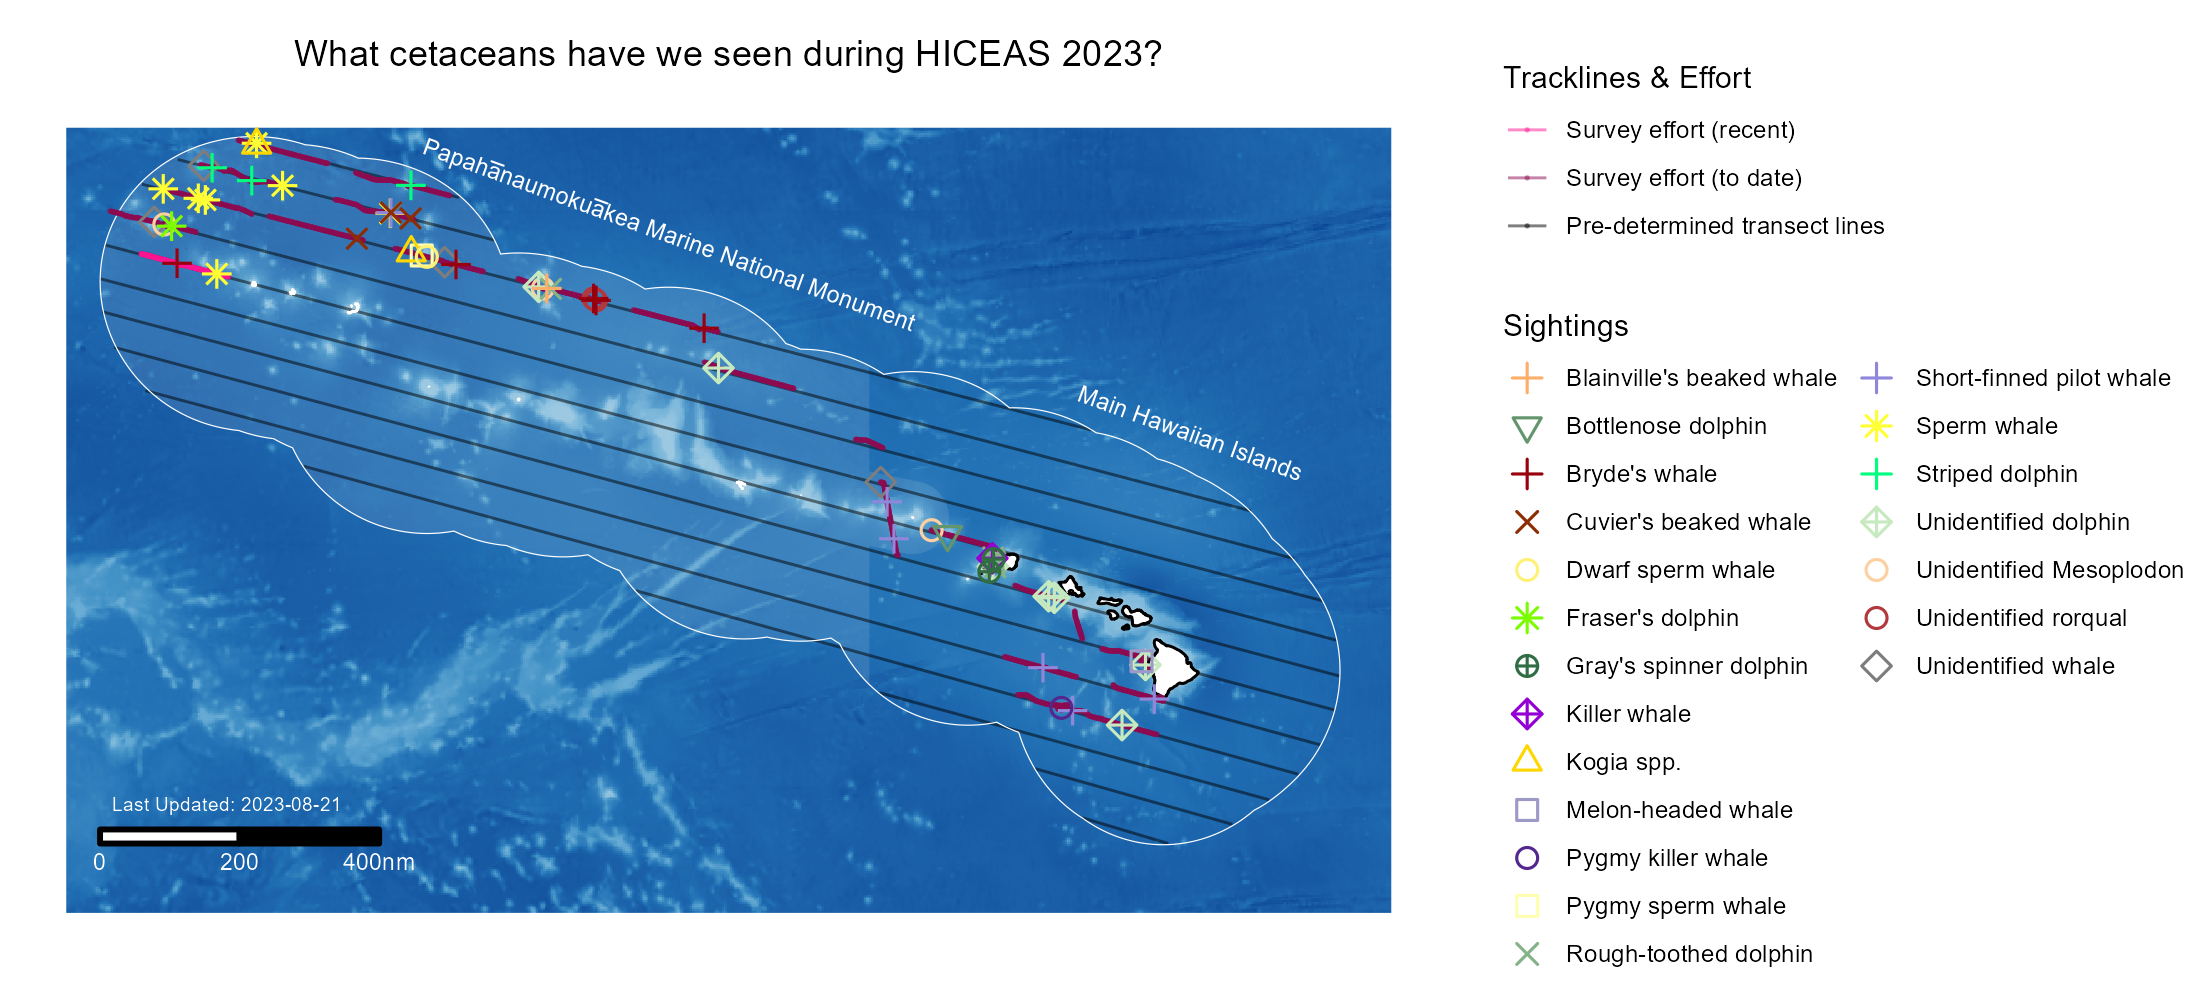 What cetaceans have we seen during HICEAS 2023?
Papahānaumokuākea Marine National Monument
Main Hawaiian Islands
Last Updated: 2023-08-21
0 200 400nm
Tracklines & Effort
Survey effort (recent)
Survey effort (to date)
Pre-determined transect lines
Sightings
Blainville's beaked whale
Bottlenose dolphin
Bryde's whale
Cuvier's beaked whale
Dwarf sperm whale
Fraser's dolphin
Gray's spinner dolphin
Killer whale
Kogia spp.
Melon-headed whale
Pygmy killer whale
Pygmy sperm whale
Rough-toothed dolphin
Short-finned pilot whale
Sperm whale
Striped dolphin
Unidentified dolphin
Unidentified Mesoplodon
Unidentified rorqual
Unidentified whale